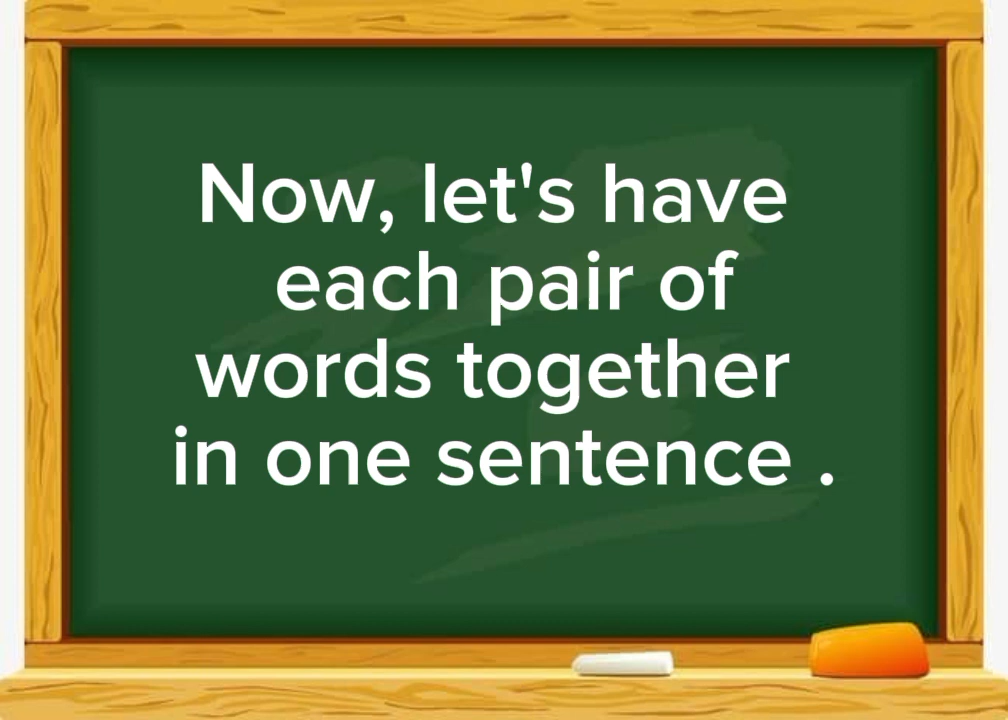 Now, let's have
each pair of
words together
in one sentence .